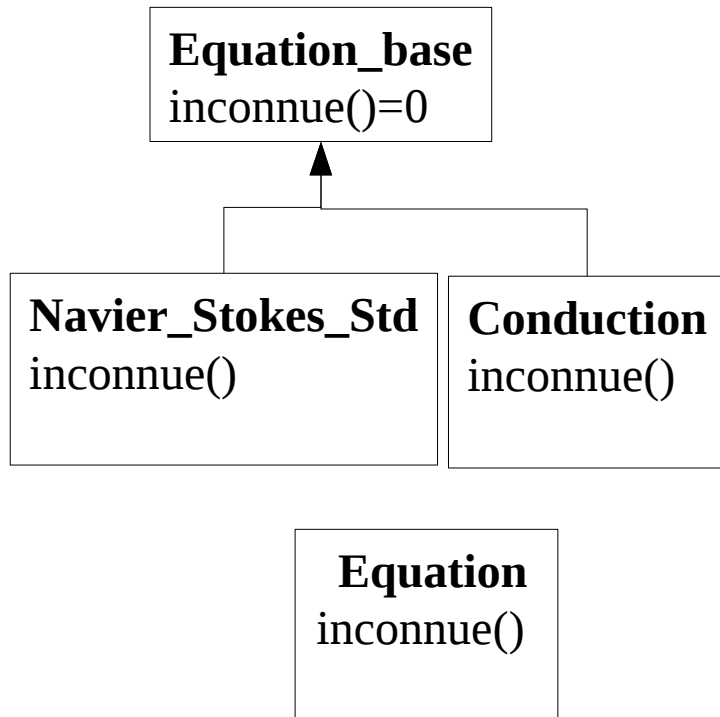 Equation_base
inconnue()=0
Navier_Stokes_Std
inconnue()
Conduction
inconnue()
Equation
inconnue()